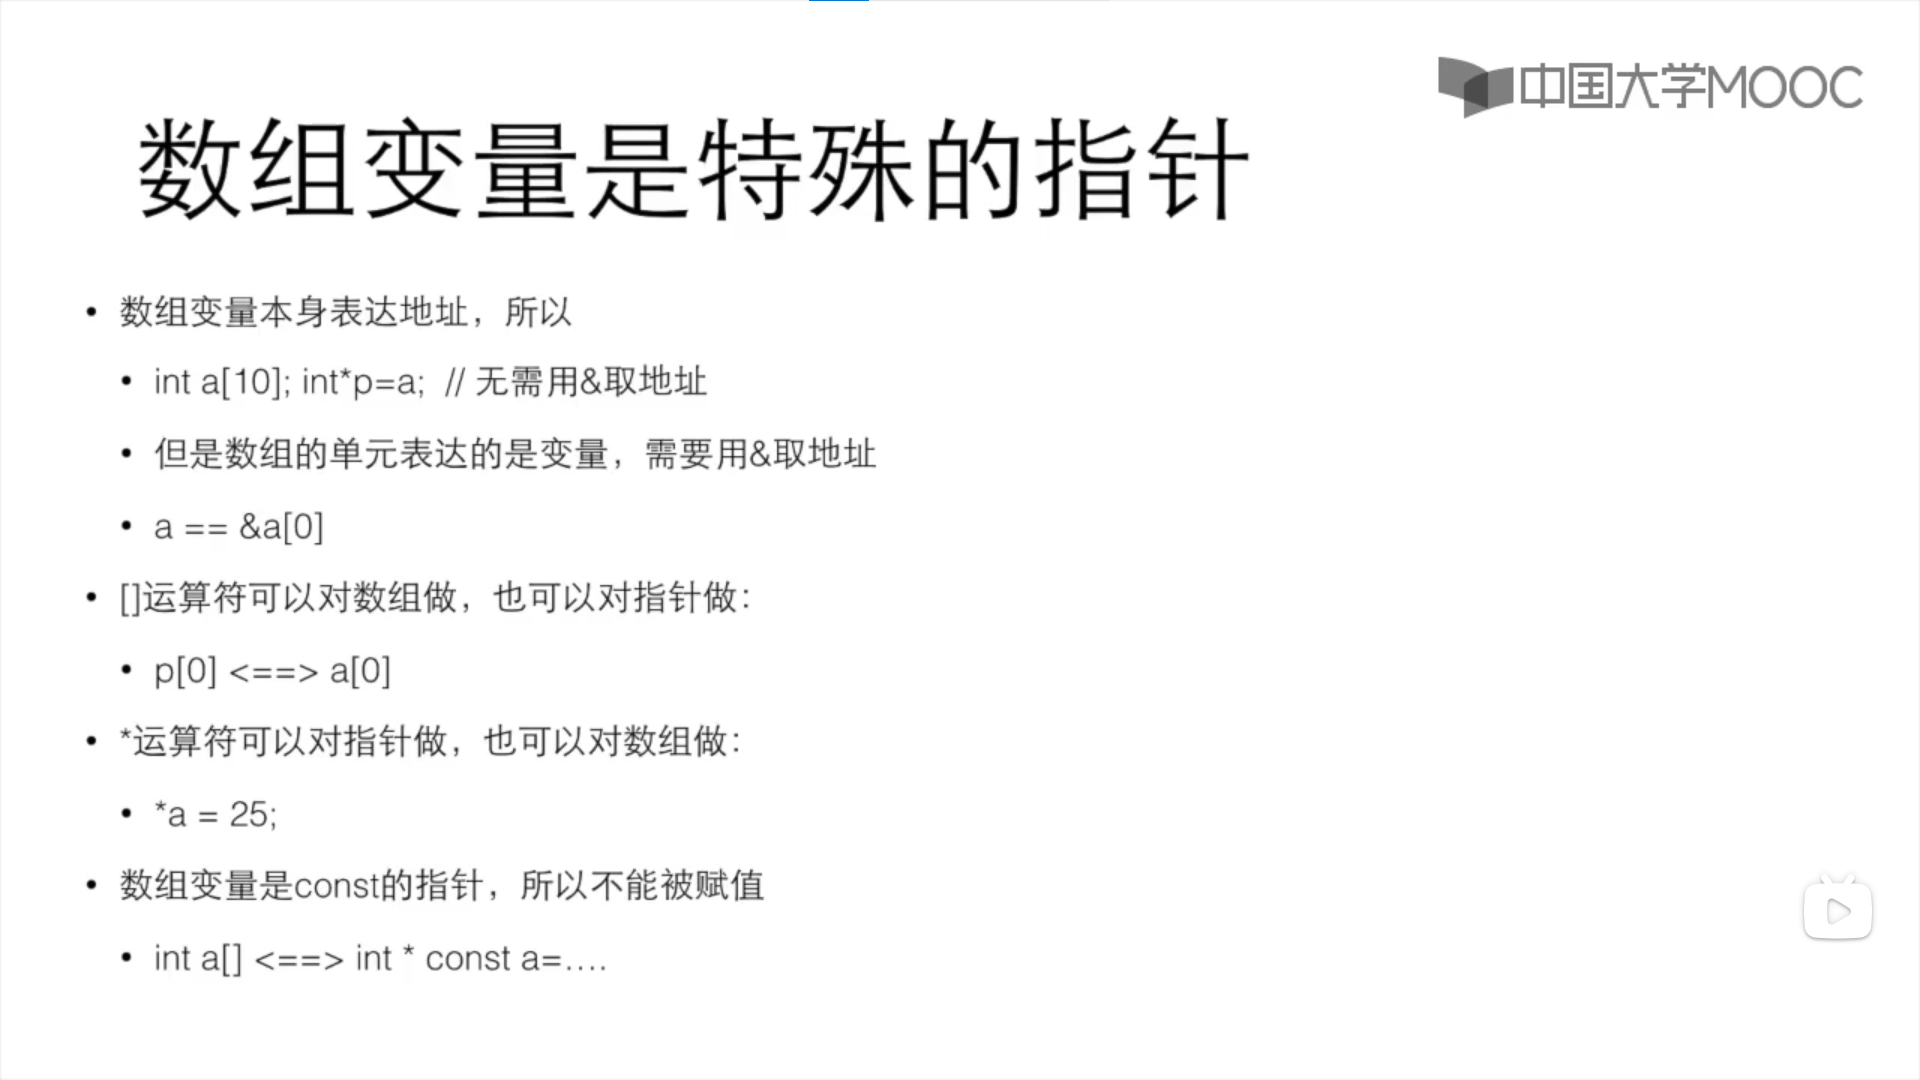 中国大学MOOC
数组变量是特殊的指针
• 数组变量本身表达地址，所以
• int a[10]; int*p=a; // 无需用&取地址
• 但是数组的单元表达的是变量，需要用&取地址
• a == &a[0]
• []运算符可以对数组做，也可以对指针做：
• p[0] <==> a[0]
• *运算符可以对指针做，也可以对数组做：
• *a = 25;
• 数组变量是const的指针，所以不能被赋值
• int a[] <==> int * const a=....